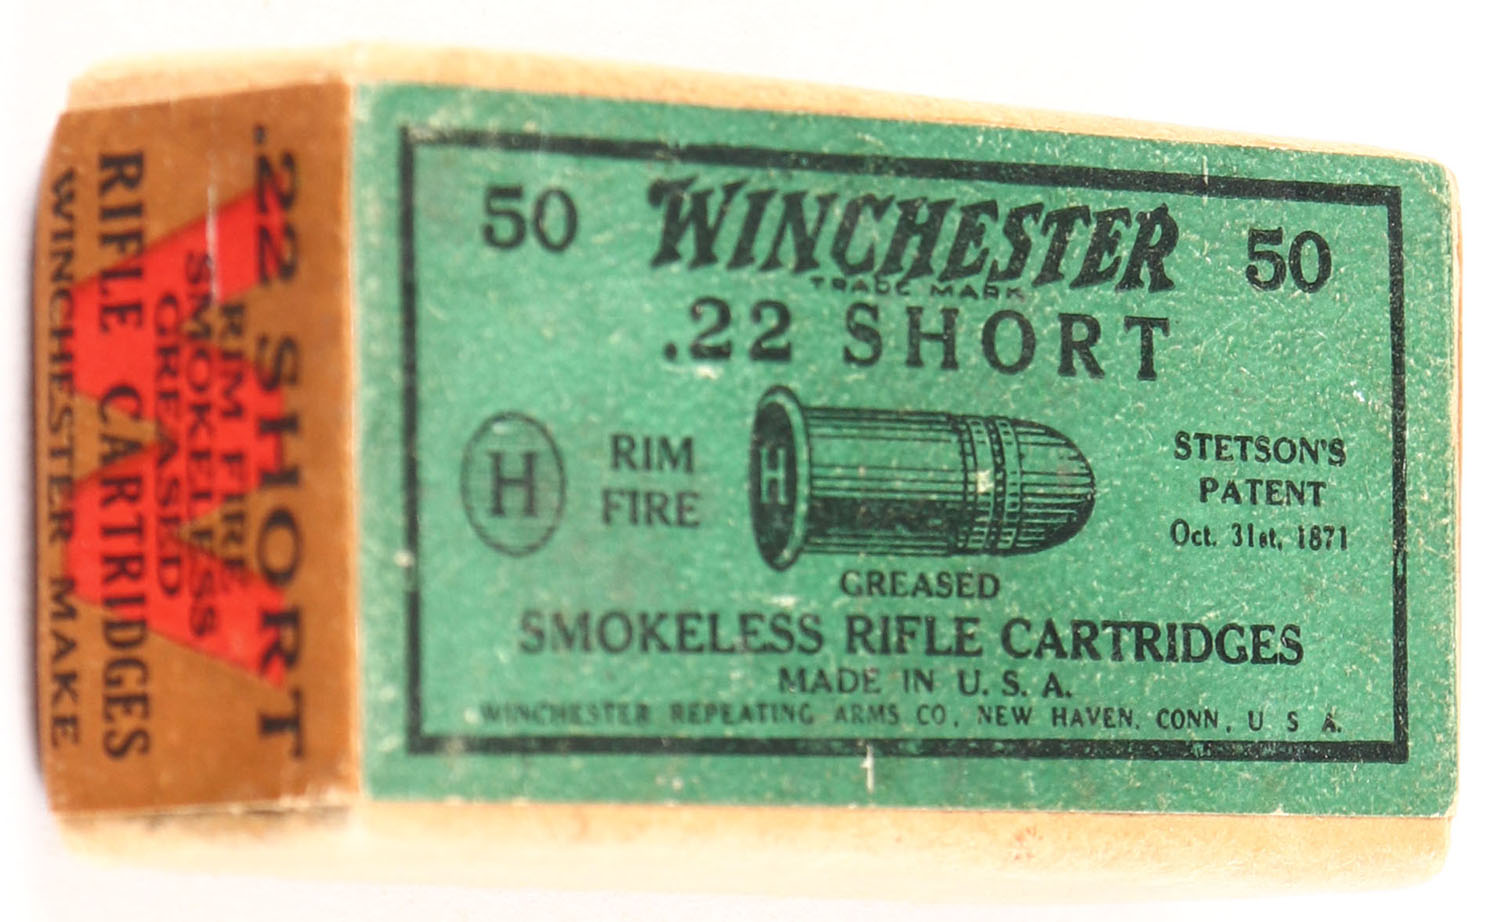 50 WINCHESTER 50
TRADE MARK
.22 SHORT
H
RIM
FIRE
H
STETSON'S
PATENT
Oct. 31st, 1871
GREASED
SMOKELESS RIFLE CARTRIDGES
MADE IN U. S. A.
WINCHESTER REPEATING ARMS CO., NEW HAVEN, CONN., U S A.
.22 SHORT
RIM FIRE
SMOKELESS
GREASED
RIFLE CARTRIDGES
WINCHESTER MAKE